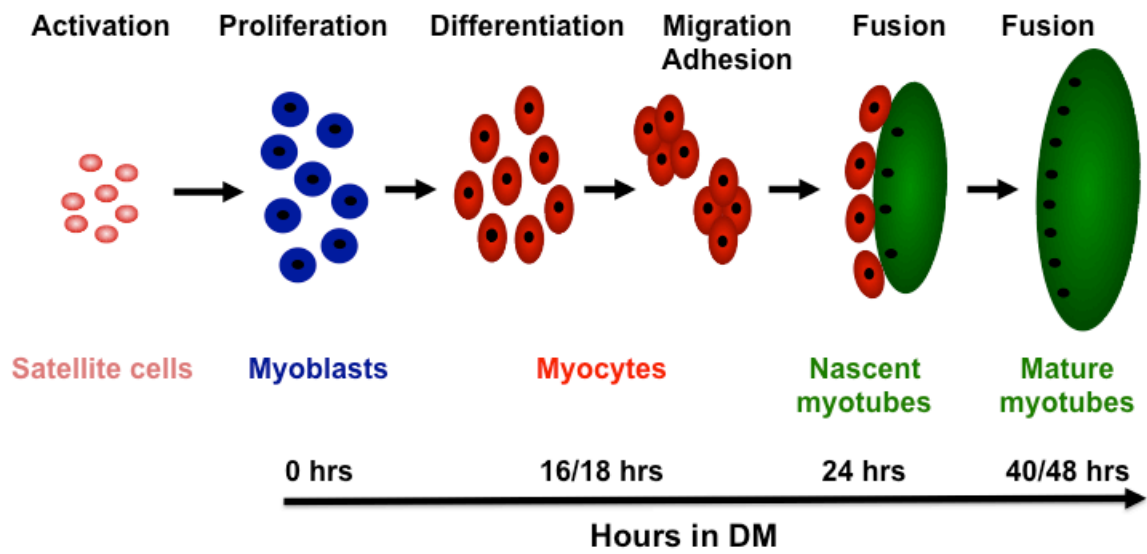 Activation Proliferation Differentiation Migration Fusion Fusion
Adhesion
Satellite cells Myoblasts Myocytes Nascent Mature
myotubes myotubes
0 hrs 16/18 hrs 24 hrs 40/48 hrs
Hours in DM